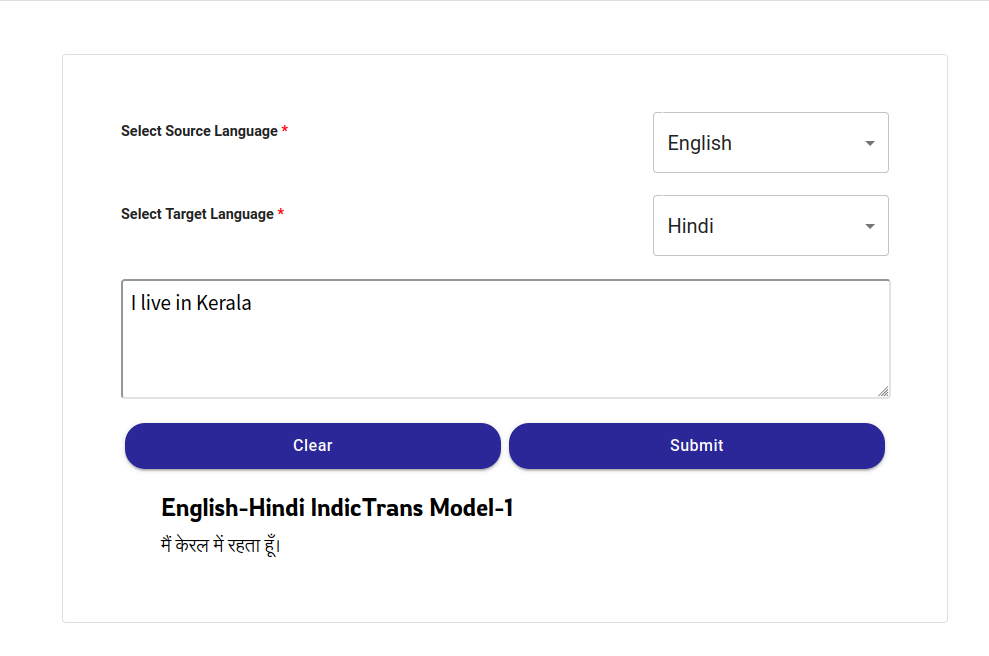 Select Source Language *
English
Select Target Language *
Hindi
I live in Kerala
Clear
Submit
English-Hindi IndicTrans Model-1
मैं केरल में रहता हूँ।